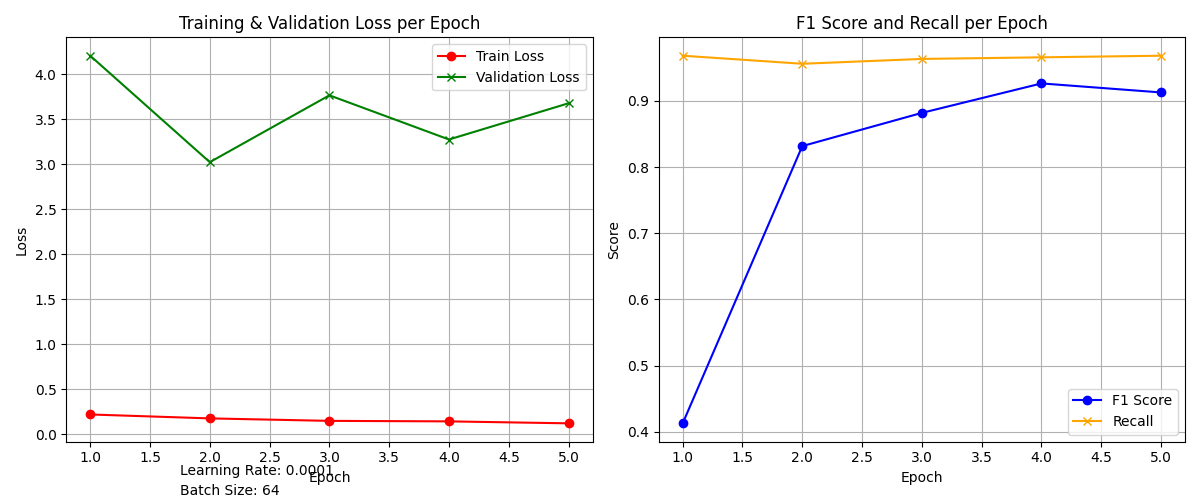 Training & Validation Loss per Epoch
Train Loss
Validation Loss
Loss
4.0
3.5
3.0
2.5
2.0
1.5
1.0
0.5
0.0
1.0 1.5 2.0 2.5 3.0 3.5 4.0 4.5 5.0
Epoch
Learning Rate: 0.0001
Batch Size: 64
F1 Score and Recall per Epoch
Score
0.9
0.8
0.7
0.6
0.5
0.4
F1 Score
Recall
1.0 1.5 2.0 2.5 3.0 3.5 4.0 4.5 5.0
Epoch